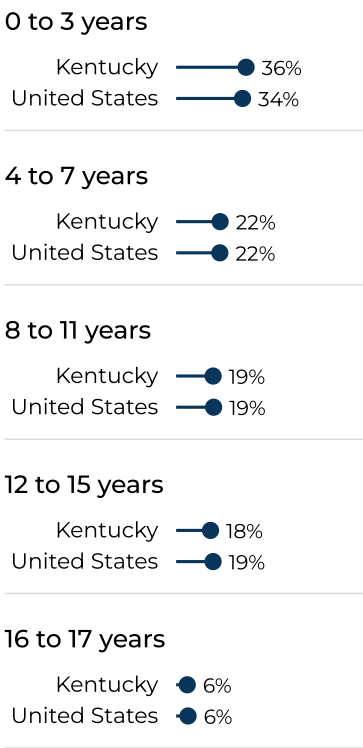 0 to 3 years
Kentucky 36%
United States 34%
4 to 7 years
Kentucky 22%
United States 22%
8 to 11 years
Kentucky 19%
United States 19%
12 to 15 years
Kentucky 18%
United States 19%
16 to 17 years
Kentucky 6%
United States 6%